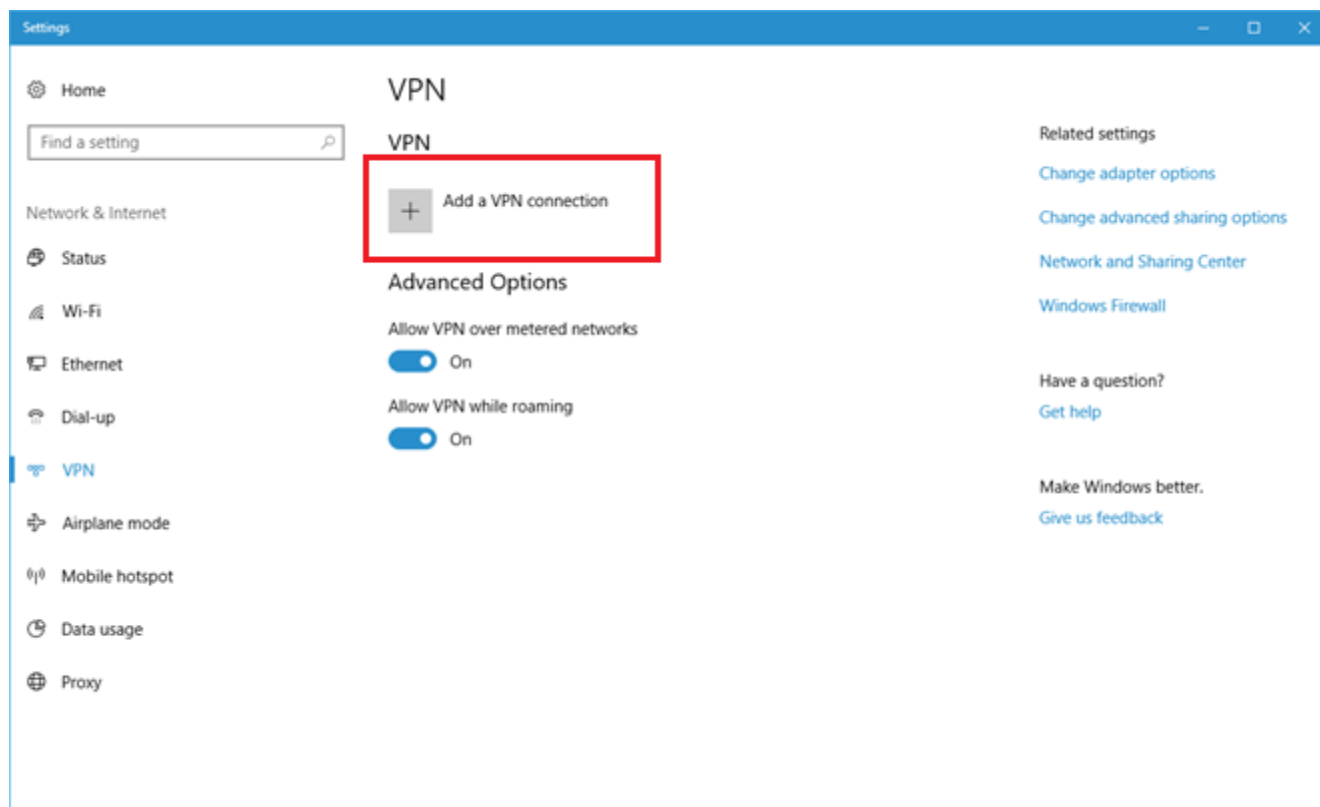 Settings
Home
Find a setting
Network & Internet
Status
Wi-Fi
Ethernet
Dial-up
VPN
Airplane mode
Mobile hotspot
Data usage
Proxy
VPN
VPN
Add a VPN connection
Advanced Options
Allow VPN over metered networks
On
Allow VPN while roaming
On
Related settings
Change adapter options
Change advanced sharing options
Network and Sharing Center
Windows Firewall
Have a question?
Get help
Make Windows better.
Give us feedback